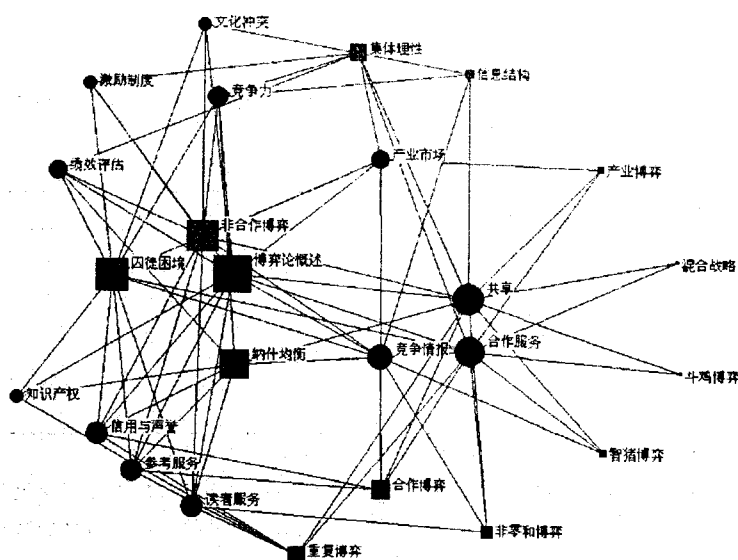 文化冲突
集体理性
信息结构
激励制度
竞争力
产业市场
绩效评估
产业博弈
非合作博弈
囚徒困境
博弈论概述
混合战略
共享
合作服务
纳什均衡
竞争情报
斗鸡博弈
知识产权
信用与声誉
智猪博弈
参考服务
合作博弈
读者服务
非零和博弈
重复博弈